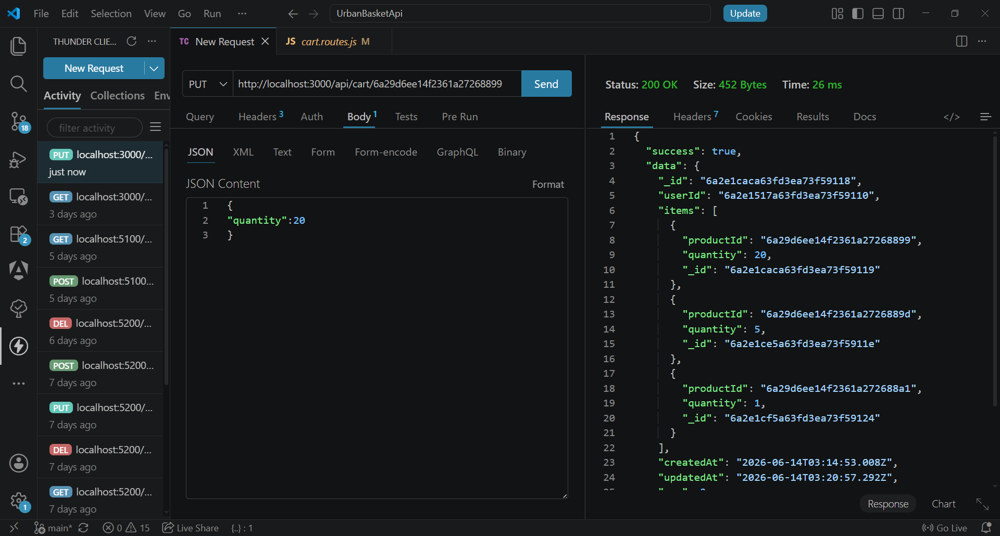 File Edit Selection View Go Run ··· UrbanBasketApi Update
THUNDER CLIE... ···
TC New Request JS cart.routes.js M ···
New Request
Activity Collections Env
filter activity
PUT localhost:3000/...
just now
GET localhost:3000/...
3 days ago
GET localhost:5100/...
5 days ago
POST localhost:5100...
5 days ago
DEL localhost:5200/...
6 days ago
POST localhost:5200...
7 days ago
PUT localhost:5200/...
7 days ago
DEL localhost:5200/...
7 days ago
GET localhost:5200/...
7 days ago
18
2
1
PUT http://localhost:3000/api/cart/6a29d6ee14f2361a27268899 Send
Query Headers 3 Auth Body 1 Tests Pre Run
JSON XML Text Form Form-encode GraphQL Binary
JSON Content Format
1 {
2 "quantity":20
3 }
Status: 200 OK Size: 452 Bytes Time: 26 ms
Response Headers 7 Cookies Results Docs </>
1 {
2 "success": true,
3 "data": {
4 "_id": "6a2e1caca63fd3ea73f59118",
5 "userId": "6a2e1517a63fd3ea73f59110",
6 "items": [
7 {
8 "productId": "6a29d6ee14f2361a27268899",
9 "quantity": 20,
10 "_id": "6a2e1caca63fd3ea73f59119"
11 },
12 {
13 "productId": "6a29d6ee14f2361a2726889d",
14 "quantity": 5,
15 "_id": "6a2e1ce5a63fd3ea73f5911e"
16 },
17 {
18 "productId": "6a29d6ee14f2361a272688a1",
19 "quantity": 1,
20 "_id": "6a2e1cf5a63fd3ea73f59124"
21 }
22 ],
23 "createdAt": "2026-06-14T03:14:53.008Z",
24 "updatedAt": "2026-06-14T03:20:57.292Z",
Response Chart
main* 0 15 Live Share {..} : 1 Go Live